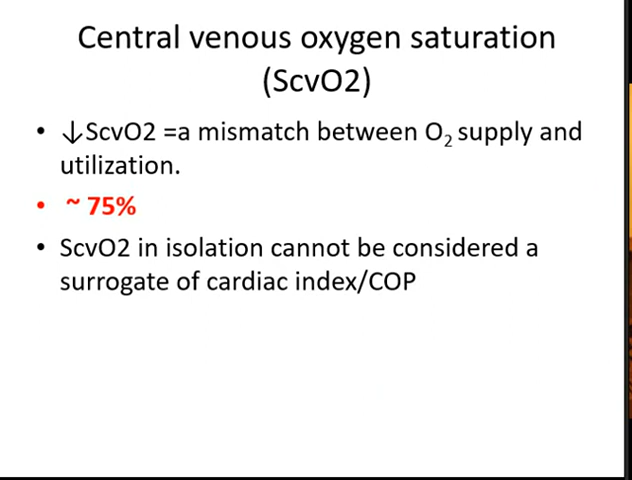 Central venous oxygen saturation
(ScvO2)
• ↓ScvO2 =a mismatch between O₂ supply and
utilization.
• ~ 75%
• ScvO2 in isolation cannot be considered a
surrogate of cardiac index/COP